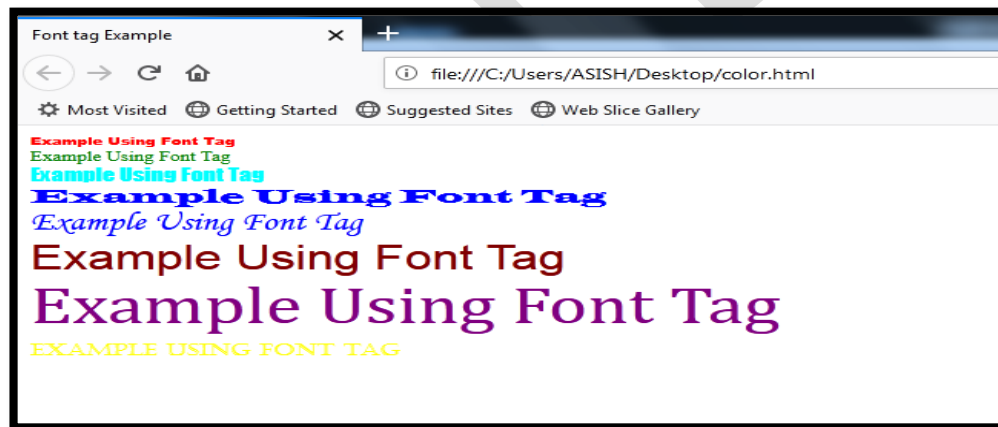 Font tag Example
file:///C:/Users/ASISH/Desktop/color.html
Most Visited Getting Started Suggested Sites Web Slice Gallery
Example Using Font Tag
Example Using Font Tag
Example Using Font Tag
Example Using Font Tag
Example Using Font Tag
Example Using Font Tag
Example Using Font Tag
EXAMPLE USING FONT TAG